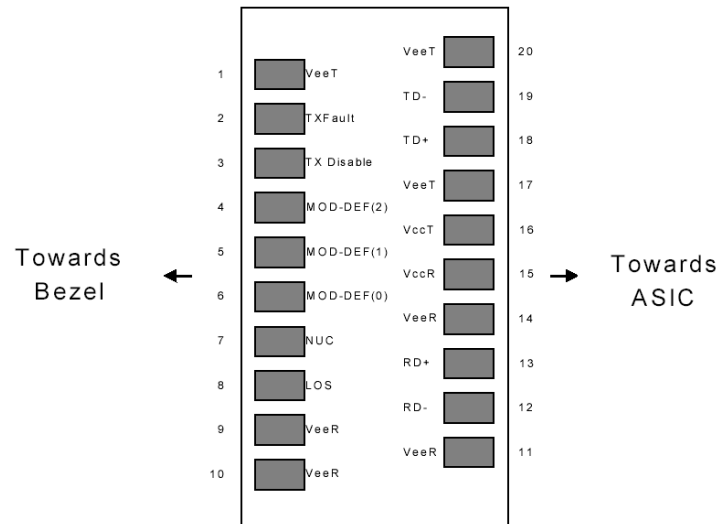 VeeT 20
1 VeeT
TD- 19
2 TXFault
TD+ 18
3 TX Disable
VeeT 17
4 MOD-DEF(2)
VccT 16
5 MOD-DEF(1)
Towards
Bezel
VccR 15
Towards
ASIC
6 MOD-DEF(0)
VeeR 14
7 NUC
RD+ 13
8 LOS
RD- 12
9 VeeR
VeeR 11
10 VeeR